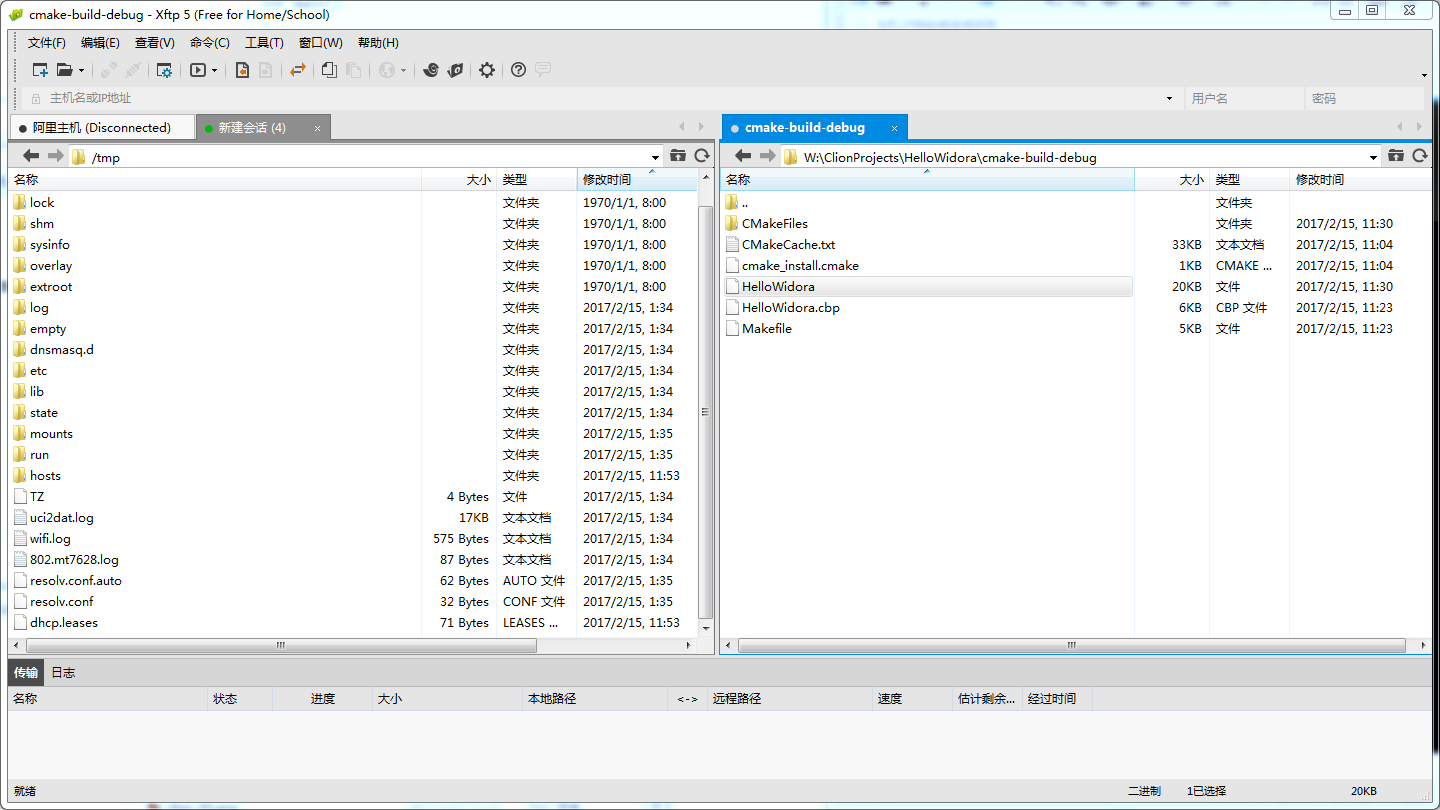 cmake-build-debug - Xftp 5 (Free for Home/School)
文件(F) 编辑(E) 查看(V) 命令(C) 工具(T) 窗口(W) 帮助(H)
主机名或IP地址 用户名 密码
阿里主机 (Disconnected) 新建会话 (4) cmake-build-debug
/tmp W:\ClionProjects\HelloWidora\cmake-build-debug
名称 大小 类型 修改时间
lock 文件夹 1970/1/1, 8:00
shm 文件夹 1970/1/1, 8:00
sysinfo 文件夹 1970/1/1, 8:00
overlay 文件夹 1970/1/1, 8:00
extroot 文件夹 1970/1/1, 8:00
log 文件夹 2017/2/15, 1:34
empty 文件夹 2017/2/15, 1:34
dnsmasq.d 文件夹 2017/2/15, 1:34
etc 文件夹 2017/2/15, 1:34
lib 文件夹 2017/2/15, 1:34
state 文件夹 2017/2/15, 1:34
mounts 文件夹 2017/2/15, 1:35
run 文件夹 2017/2/15, 1:35
hosts 文件夹 2017/2/15, 11:53
TZ 4 Bytes 文件 2017/2/15, 1:34
uci2dat.log 17KB 文本文档 2017/2/15, 1:34
wifi.log 575 Bytes 文本文档 2017/2/15, 1:34
802.mt7628.log 87 Bytes 文本文档 2017/2/15, 1:34
resolv.conf.auto 62 Bytes AUTO 文件 2017/2/15, 1:35
resolv.conf 32 Bytes CONF 文件 2017/2/15, 1:35
dhcp.leases 71 Bytes LEASES ... 2017/2/15, 11:53
名称 大小 类型 修改时间
.. 文件夹
CMakeFiles 文件夹 2017/2/15, 11:30
CMakeCache.txt 33KB 文本文档 2017/2/15, 11:04
cmake_install.cmake 1KB CMAKE ... 2017/2/15, 11:04
HelloWidora 20KB 文件 2017/2/15, 11:30
HelloWidora.cbp 6KB CBP 文件 2017/2/15, 11:23
Makefile 5KB 文件 2017/2/15, 11:23
传输 日志
名称 状态 进度 大小 本地路径 <-> 远程路径 速度 估计剩余... 经过时间
就绪 二进制 1已选择 20KB